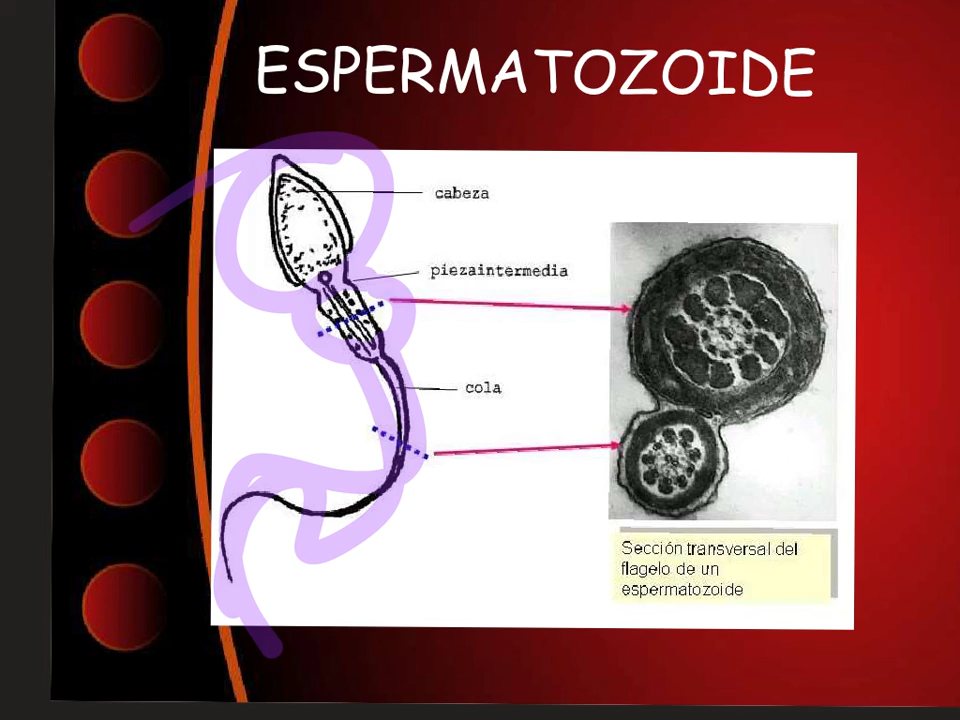 ESPERMATOZOIDE
cabeza
piezaintermedia
cola
Sección transversal del
flagelo de un
espermatozoide